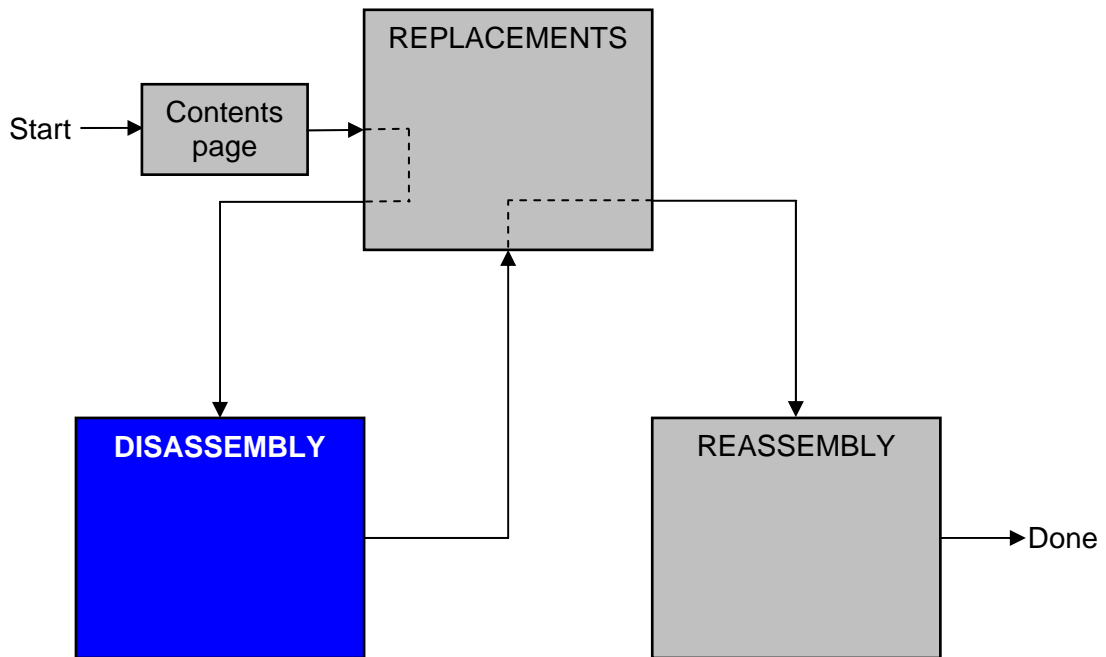 REPLACEMENTS
Start
Contents
page
DISASSEMBLY
REASSEMBLY
Done